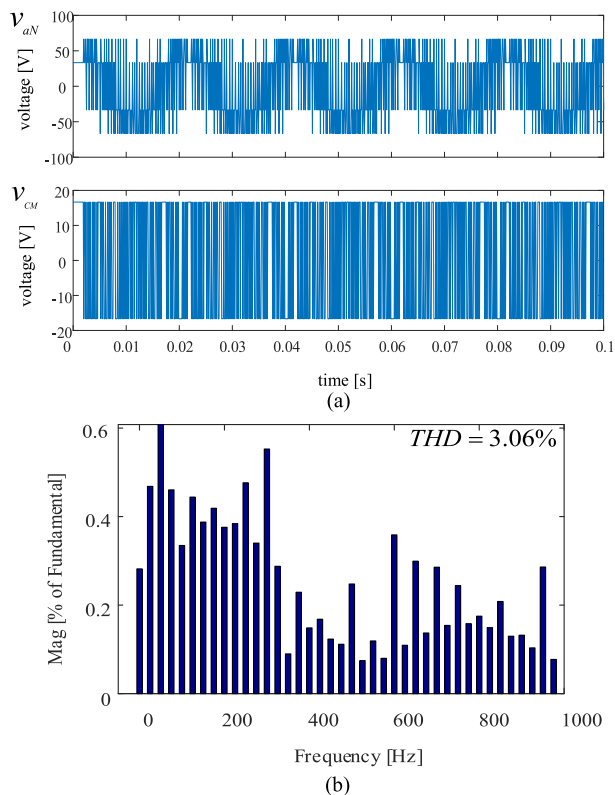 v_aN
voltage [V]
100
50
0
-50
-100
v_CM
voltage [V]
20
10
0
-10
-20
0 0.01 0.02 0.03 0.04 0.05 0.06 0.07 0.08 0.09 0.1
time [s]
(a)
THD = 3.06%
Mag [% of Fundamental]
0.6
0.4
0.2
0
0 200 400 600 800 1000
Frequency [Hz]
(b)